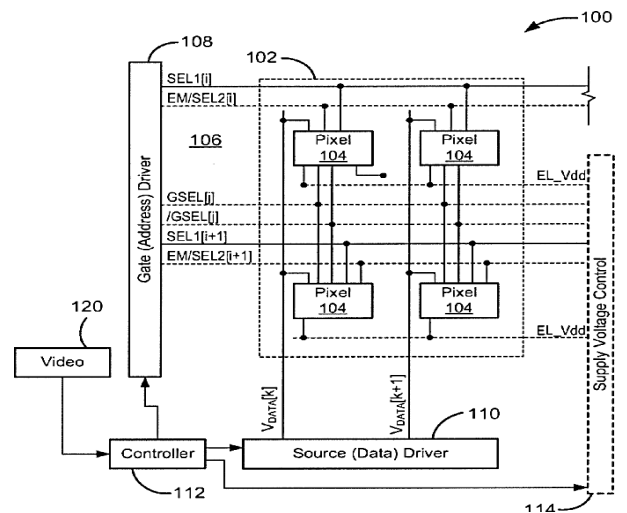 100
108
102
SEL1[i]
EM/SEL2[i]
106
Gate (Address) Driver
Pixel
104
Pixel
104
EL_Vdd
GSEL[j]
/GSEL[j]
SEL1[i+1]
EM/SEL2[i+1]
Pixel
104
Pixel
104
EL_Vdd
Supply Voltage Control
120
Video
VDATA[k]
VDATA[k+1]
110
Controller
Source (Data) Driver
112
114